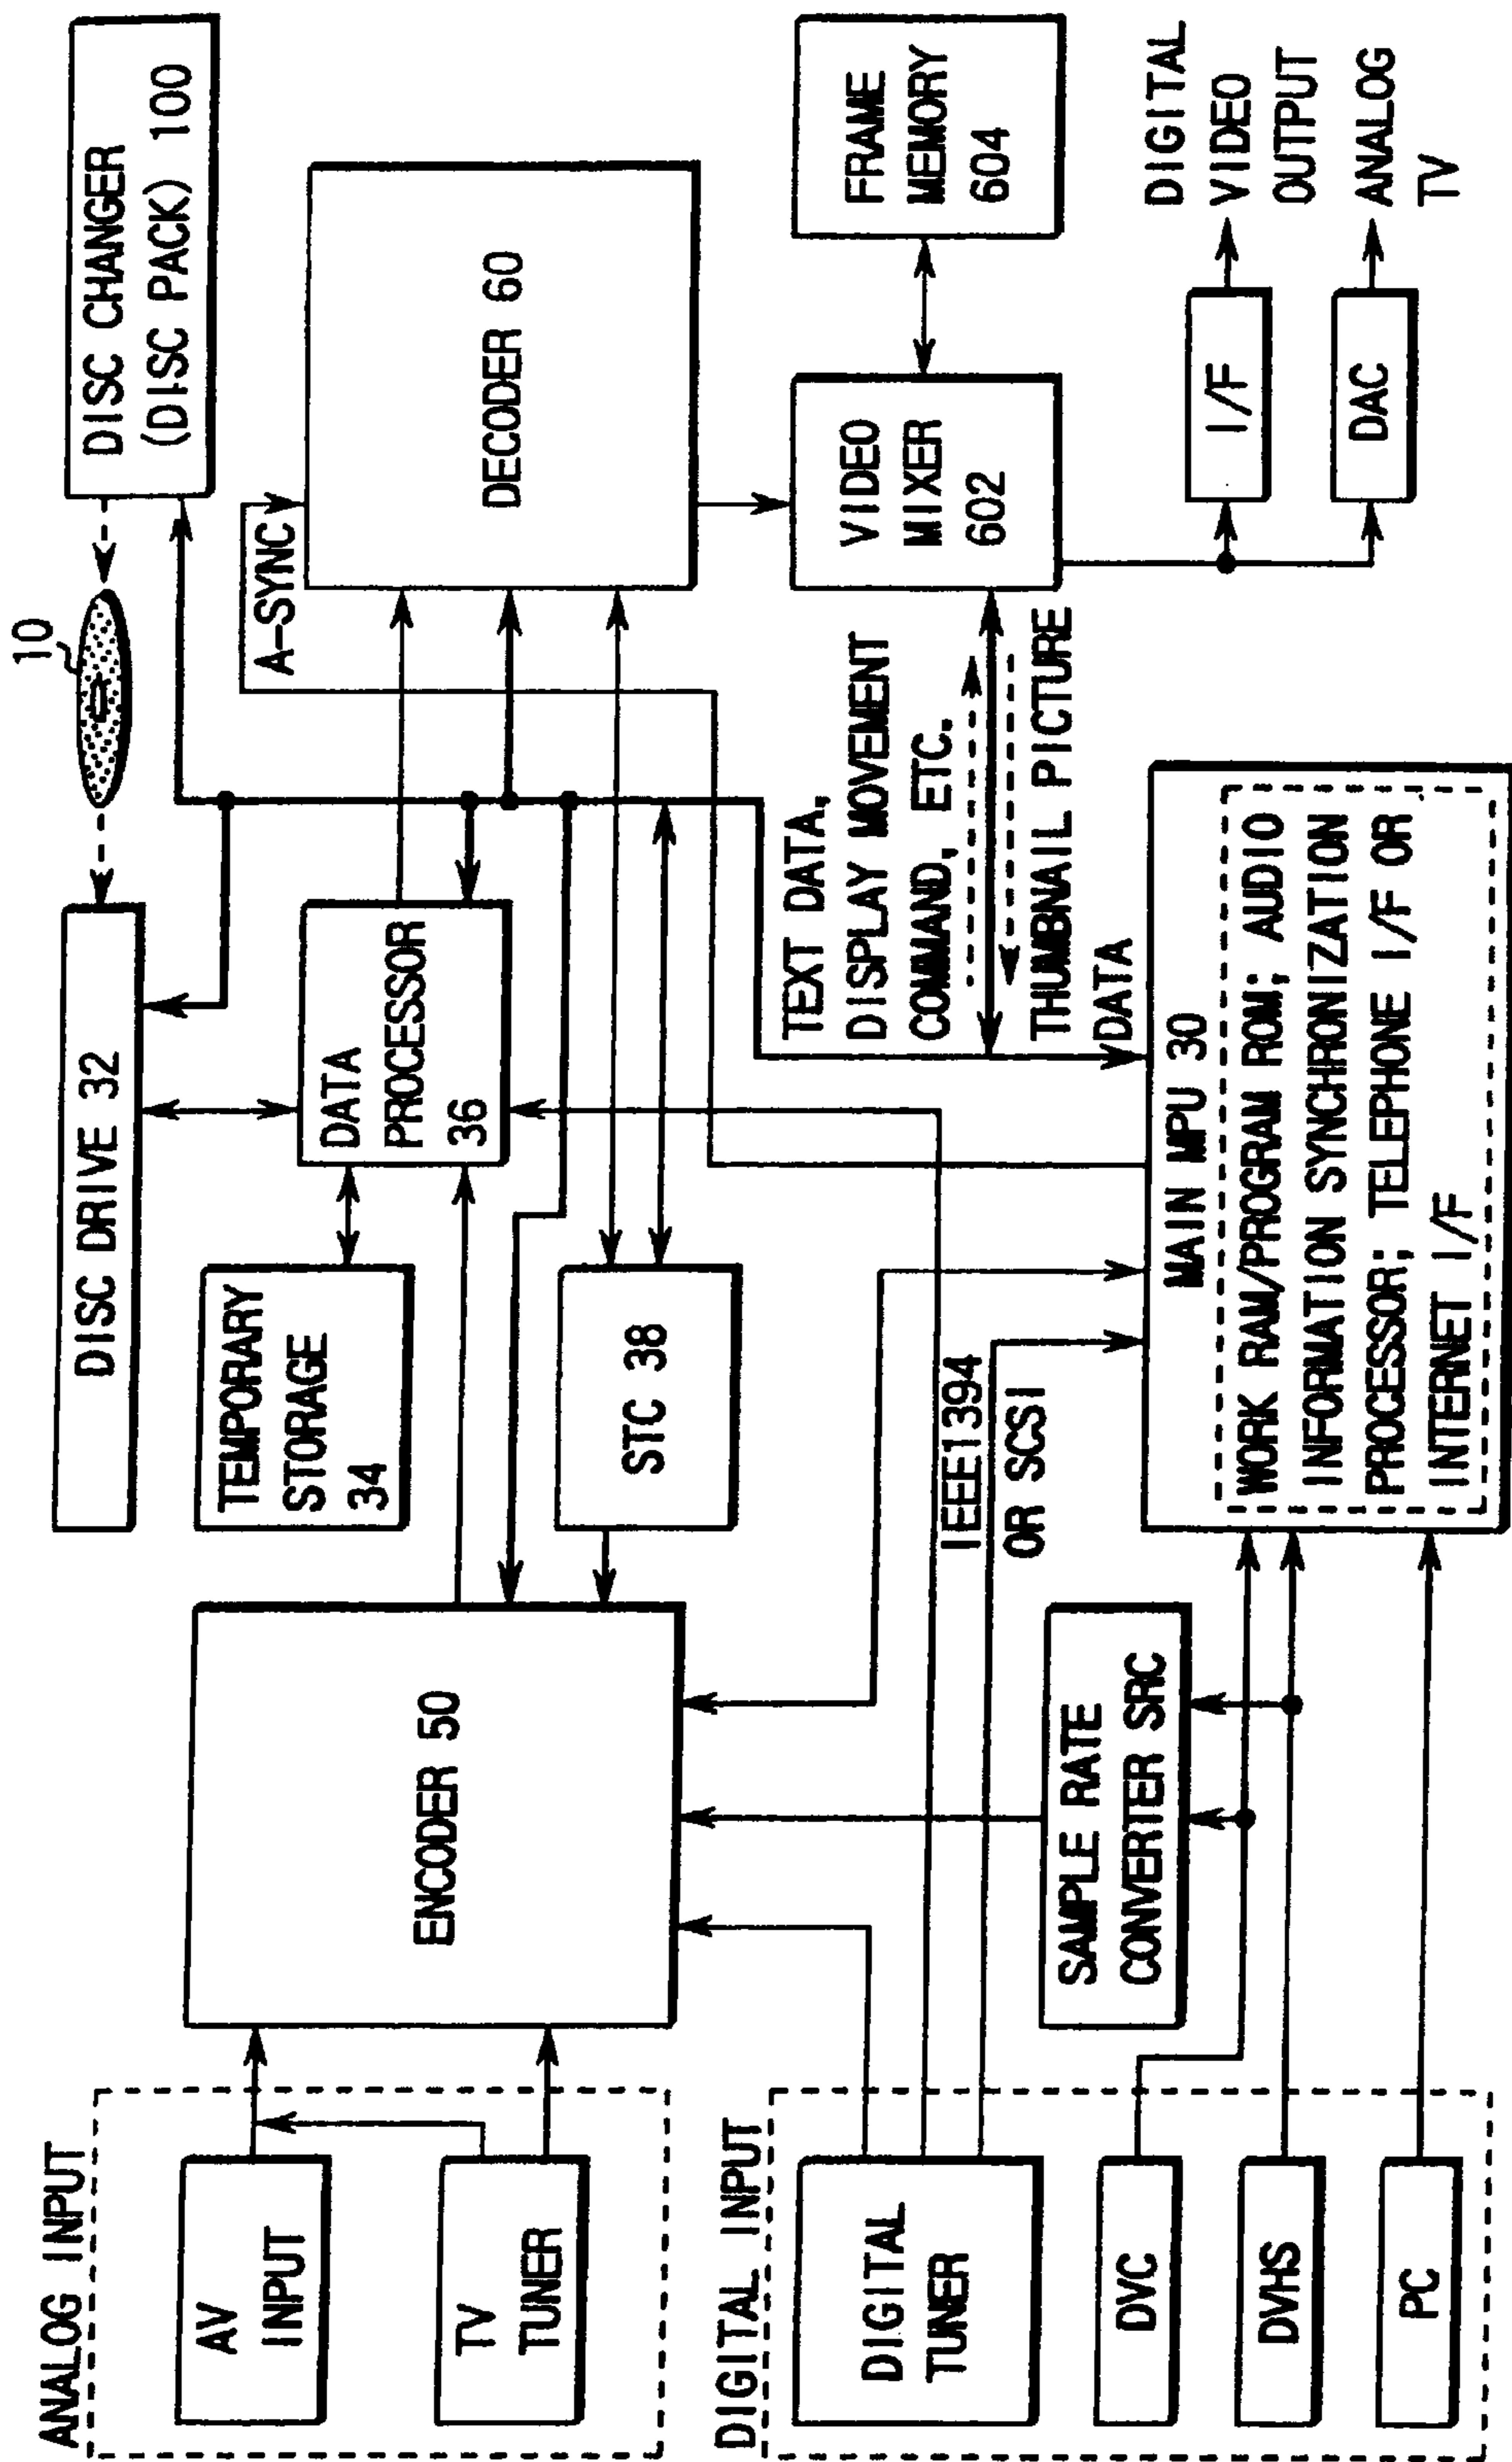 ANALOG INPUT
AV
INPUT
TV
TUNER
DIGITAL INPUT
DIGITAL
TUNER
DVC
DVHS
PC
ENCODER 50
SAMPLE RATE
CONVERTER SRC
DISC DRIVE 32
TEMPORARY
STORAGE
34
STC 38
DATA
PROCESSOR
36
IEEE1394
OR SCSI
MAIN MPU 30
WORK RAM/PROGRAM ROM; AUDIO
INFORMATION SYNCHRONIZATION
PROCESSOR; TELEPHONE I/F OR
INTERNET I/F
10
DISC CHANGER
(DISC PACK) 100
A-SYNC
DECODER 60
TEXT DATA,
DISPLAY MOVEMENT
COMMAND, ETC.
THUMBNAIL PICTURE
DATA
VIDEO
MIXER
602
FRAME
MEMORY
604
I/F
DAC
DIGITAL
VIDEO
OUTPUT
ANALOG
TV